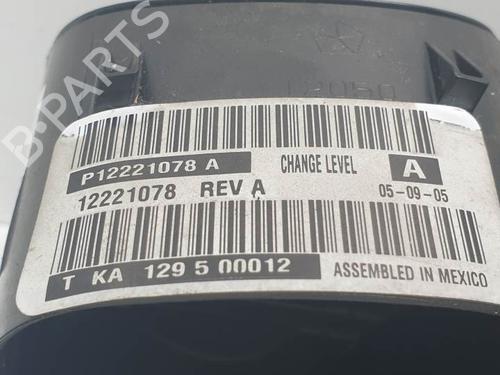 B-PARTS
P12221078 A
CHANGE LEVEL
A
12221078 REV A
05-09-05
T KA 129 5 00012
ASSEMBLED IN MEXICO